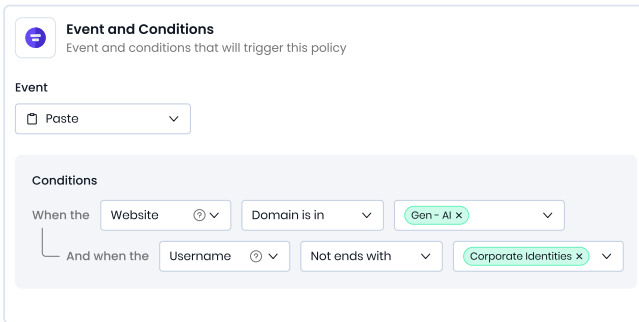 Event and Conditions
Event and conditions that will trigger this policy
Event
Paste
Conditions
When the Website ? Domain is in Gen - AI ×
And when the Username ? Not ends with Corporate Identities ×